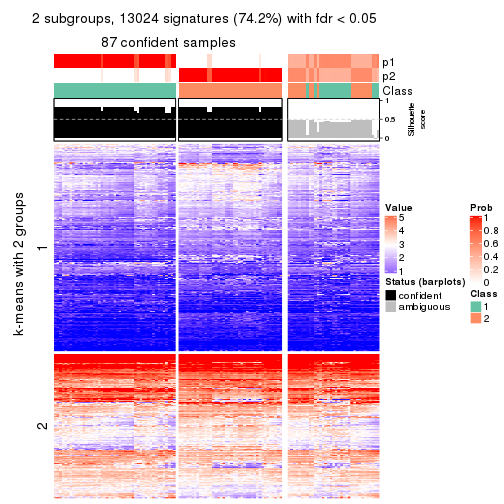 2 subgroups, 13024 signatures (74.2%) with fdr < 0.05
87 confident samples
p1
p2
Class
1
0.5
0
Silhouette
score
k-means with 2 groups
1
2
Value
5
4
3
2
1
Status (barplots)
confident
ambiguous
Prob
1
0.8
0.6
0.4
0.2
0
Class
1
2